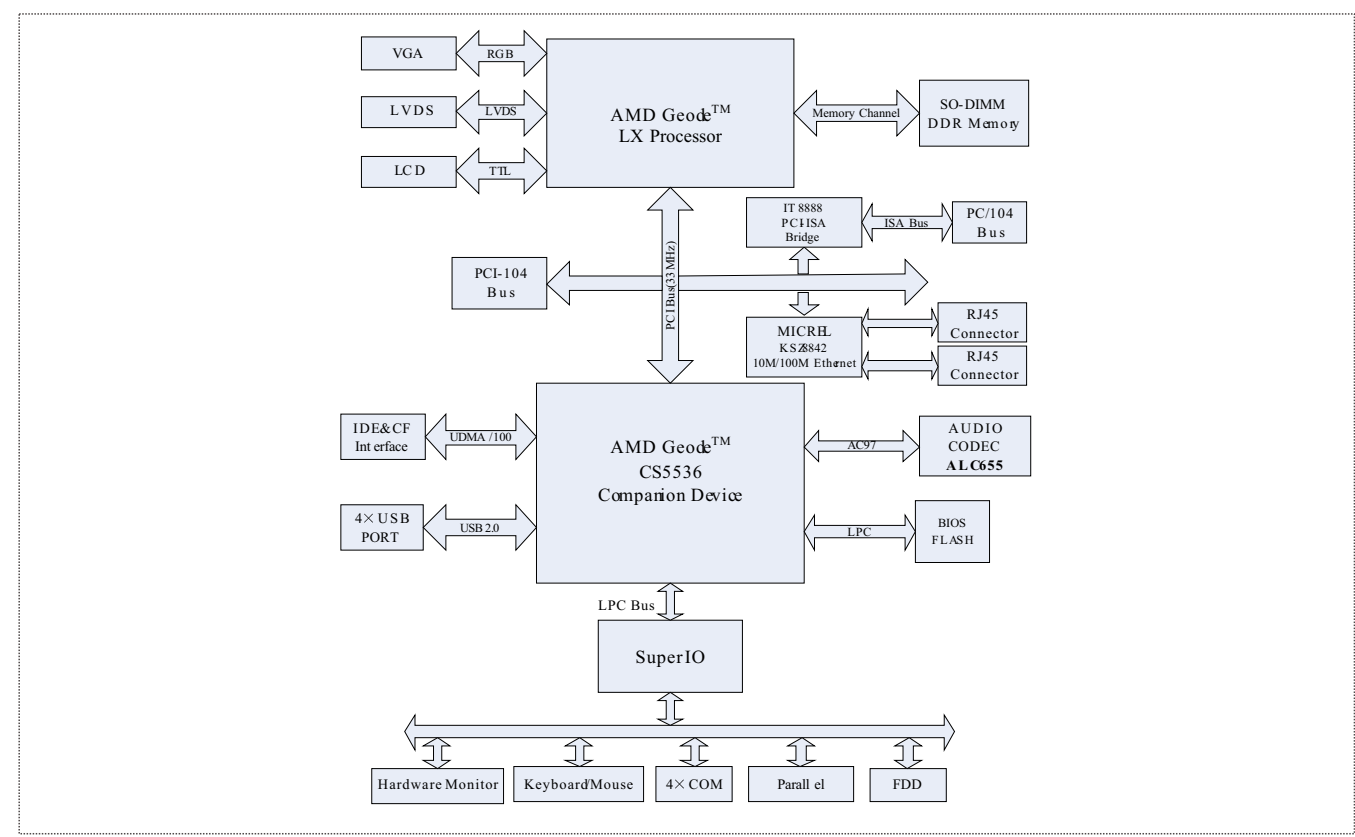 VGA
RGB
LVDS
LVDS
LCD
TTL
AMD Geode™
LX Processor
Memory Channel
SO-DIMM
DDR Memory
IT 8888
PCI-ISA
Bridge
ISA Bus
PC/104
Bus
PCI-104
Bus
PCI Bus(33 MHz)
MICREL
KSZ8842
10M/100M Ethernet
RJ45
Connector
RJ45
Connector
IDE&CF
Interface
UDMA /100
4×USB
PORT
USB 2.0
AMD Geode™
CS5536
Companion Device
AC97
AUDIO
CODEC
ALC655
LPC
BIOS
FLASH
LPC Bus
SuperIO
Hardware Monitor
Keyboard/Mouse
4×COM
Parallel
FDD